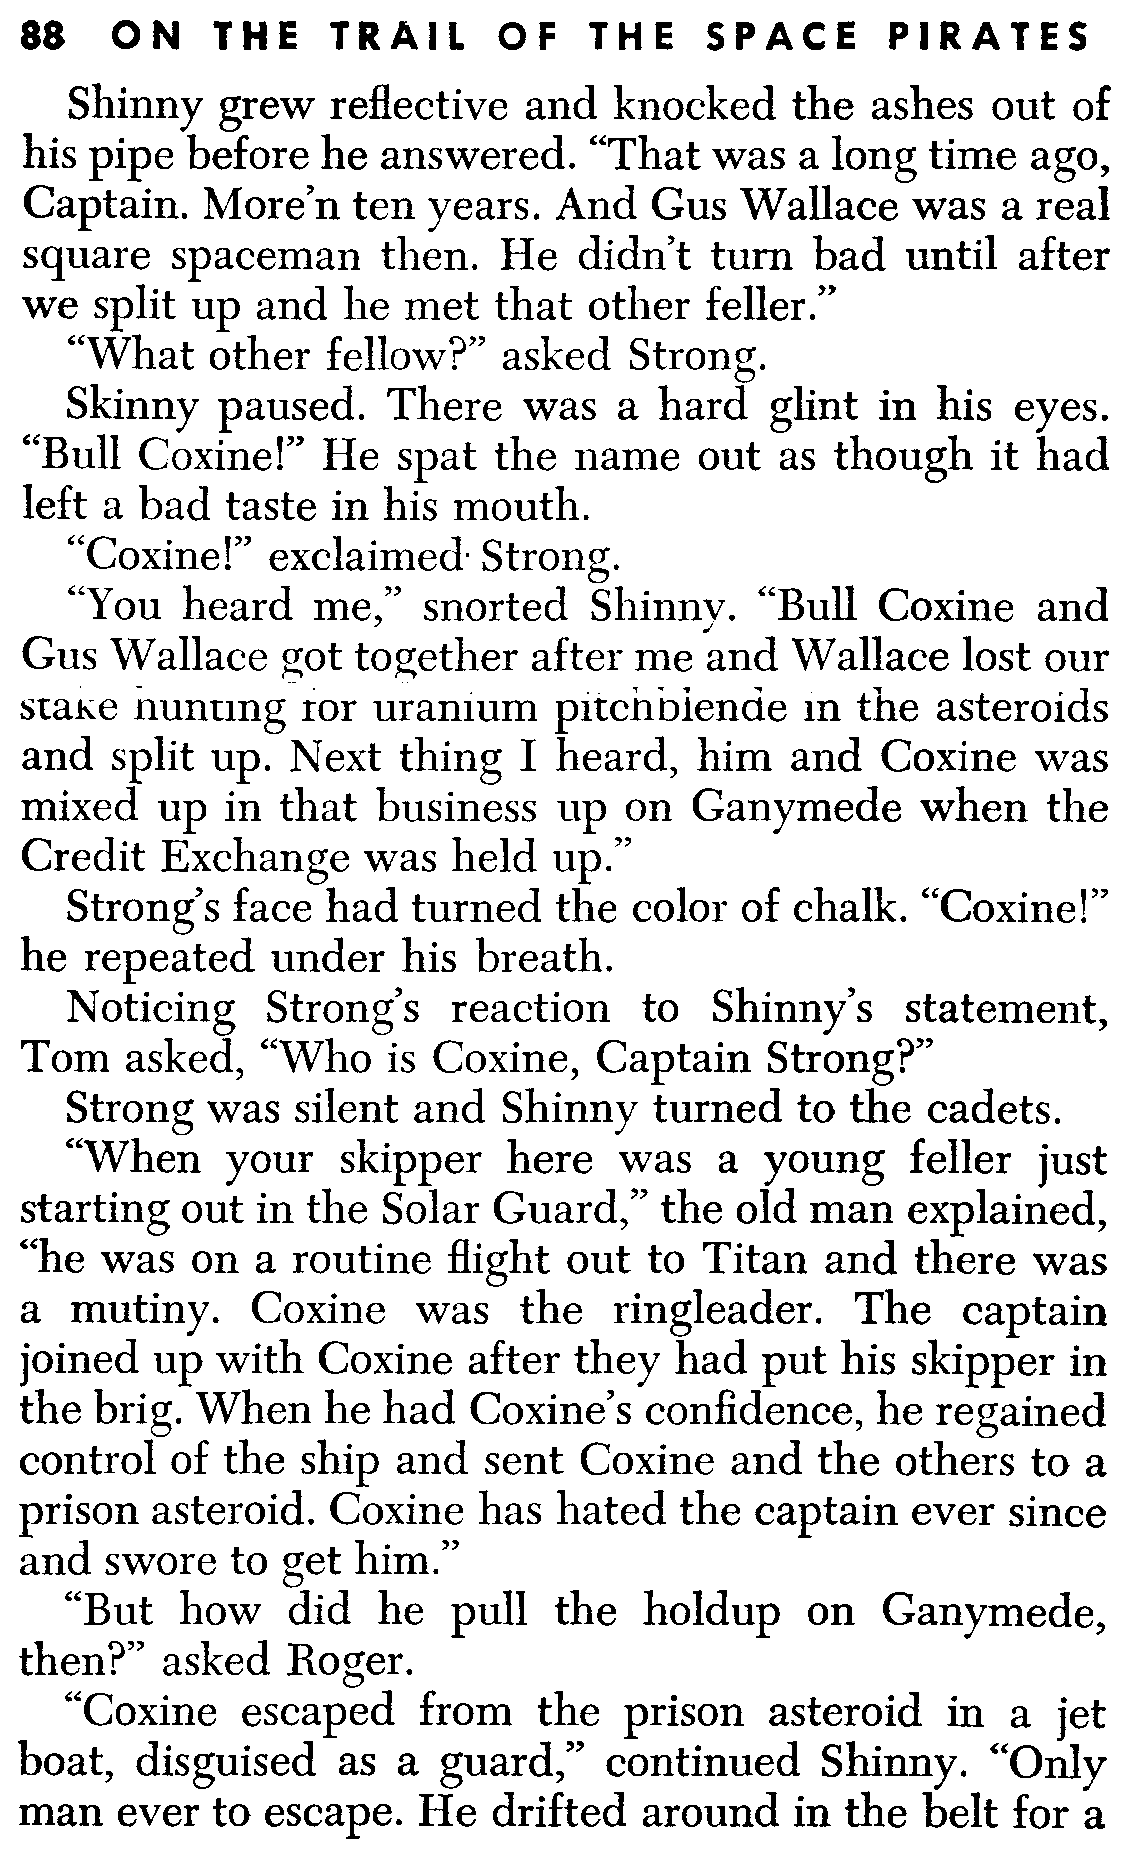 88 ON THE TRAIL OF THE SPACE PIRATES
Shinny grew reflective and knocked the ashes out of
his pipe before he answered. “That was a long time ago,
Captain. More’n ten years. And Gus Wallace was a real
square spaceman then. He didn’t turn bad until after
we split up and he met that other feller.”
“What other fellow?” asked Strong.
Skinny paused. There was a hard glint in his eyes.
“Bull Coxine!” He spat the name out as though it had
left a bad taste in his mouth.
“Coxine!” exclaimed Strong.
“You heard me,” snorted Shinny. “Bull Coxine and
Gus Wallace got together after me and Wallace lost our
stake hunting for uranium pitchblende in the asteroids
and split up. Next thing I heard, him and Coxine was
mixed up in that business up on Ganymede when the
Credit Exchange was held up.”
Strong’s face had turned the color of chalk. “Coxine!”
he repeated under his breath.
Noticing Strong’s reaction to Shinny’s statement,
Tom asked, “Who is Coxine, Captain Strong?”
Strong was silent and Shinny turned to the cadets.
“When your skipper here was a young feller just
starting out in the Solar Guard,” the old man explained,
“he was on a routine flight out to Titan and there was
a mutiny. Coxine was the ringleader. The captain
joined up with Coxine after they had put his skipper in
the brig. When he had Coxine’s confidence, he regained
control of the ship and sent Coxine and the others to a
prison asteroid. Coxine has hated the captain ever since
and swore to get him.”
“But how did he pull the holdup on Ganymede,
then?” asked Roger.
“Coxine escaped from the prison asteroid in a jet
boat, disguised as a guard,” continued Shinny. “Only
man ever to escape. He drifted around in the belt for a